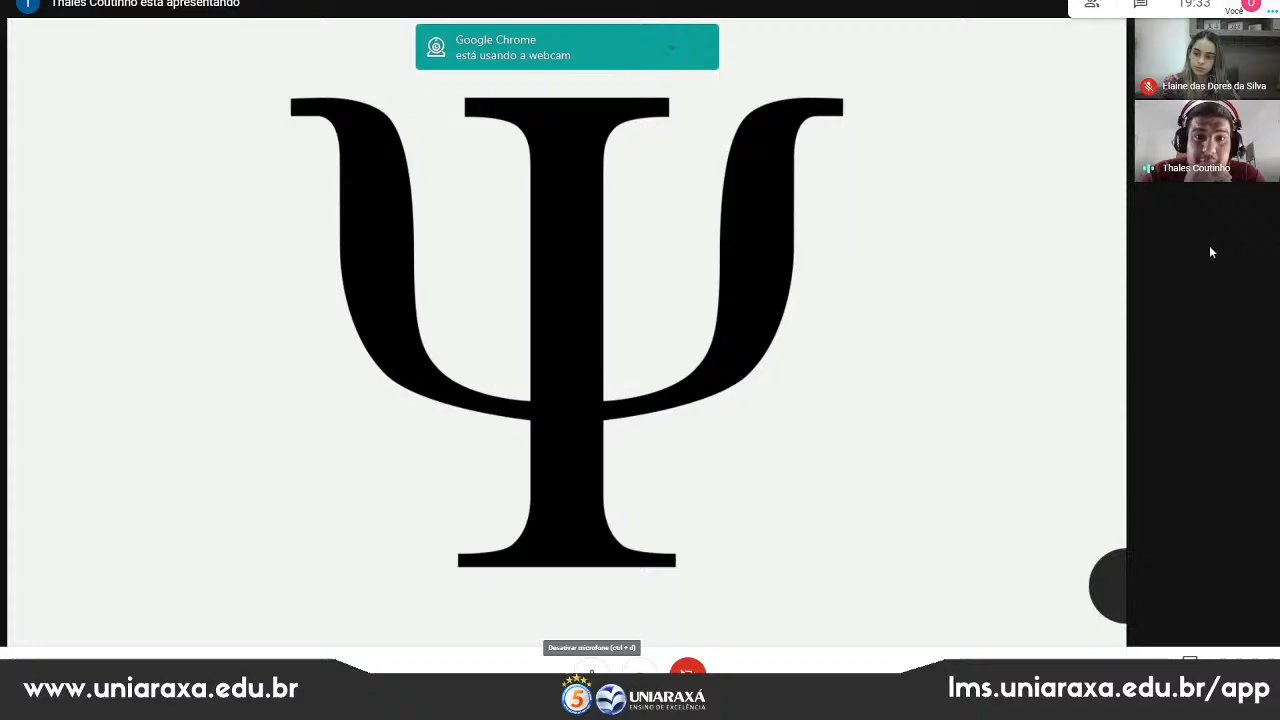 Thales Coutinho está apresentando
19:33
Você
Google Chrome
está usando a webcam
Elaine das Dores da Silva
Thales Coutinho
Ψ
Desativar microfone (ctrl + d)
www.uniaraxa.edu.br
5
UNIARAXÁ
ENSINO DE EXCELÊNCIA
lms.uniaraxa.edu.br/app